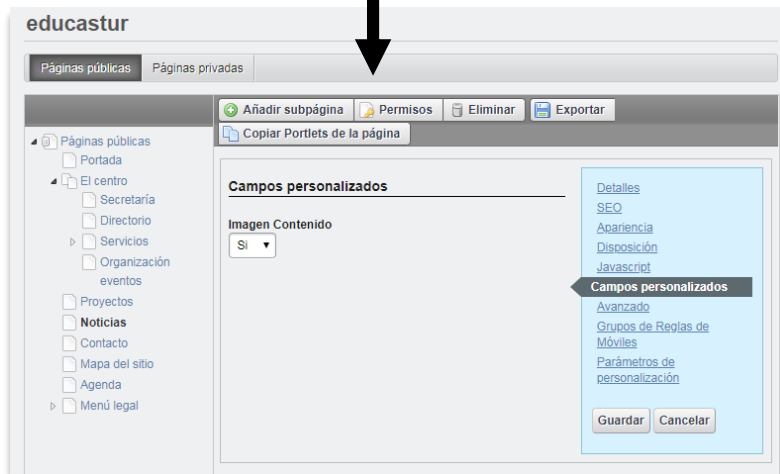 educastur
Páginas públicas Páginas privadas
Añadir subpágina Permisos Eliminar Exportar
Copiar Portlets de la página
Páginas públicas
Portada
El centro
Secretaría
Directorio
Servicios
Organización
eventos
Proyectos
Noticias
Contacto
Mapa del sitio
Agenda
Menú legal
Campos personalizados
Imagen Contenido
Si
Detalles
SEO
Apariencia
Disposición
Javascript
Campos personalizados
Avanzado
Grupos de Reglas de
Móviles
Parámetros de
personalización
Guardar Cancelar